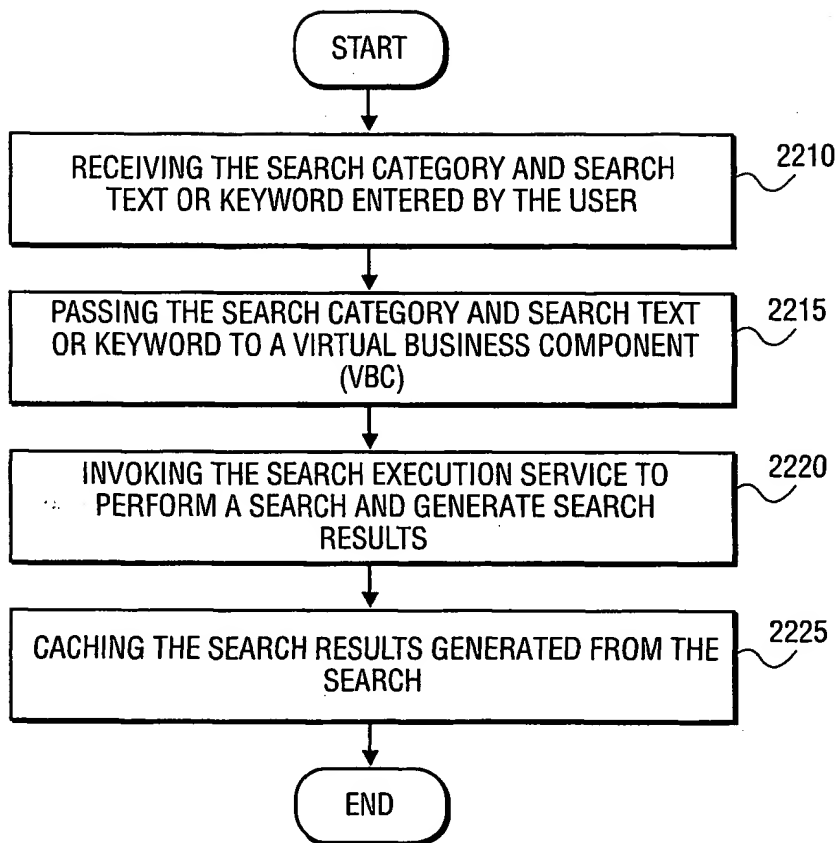 START
RECEIVING THE SEARCH CATEGORY AND SEARCH
TEXT OR KEYWORD ENTERED BY THE USER
2210
PASSING THE SEARCH CATEGORY AND SEARCH TEXT
OR KEYWORD TO A VIRTUAL BUSINESS COMPONENT
(VBC)
2215
INVOKING THE SEARCH EXECUTION SERVICE TO
PERFORM A SEARCH AND GENERATE SEARCH
RESULTS
2220
CACHING THE SEARCH RESULTS GENERATED FROM THE
SEARCH
2225
END